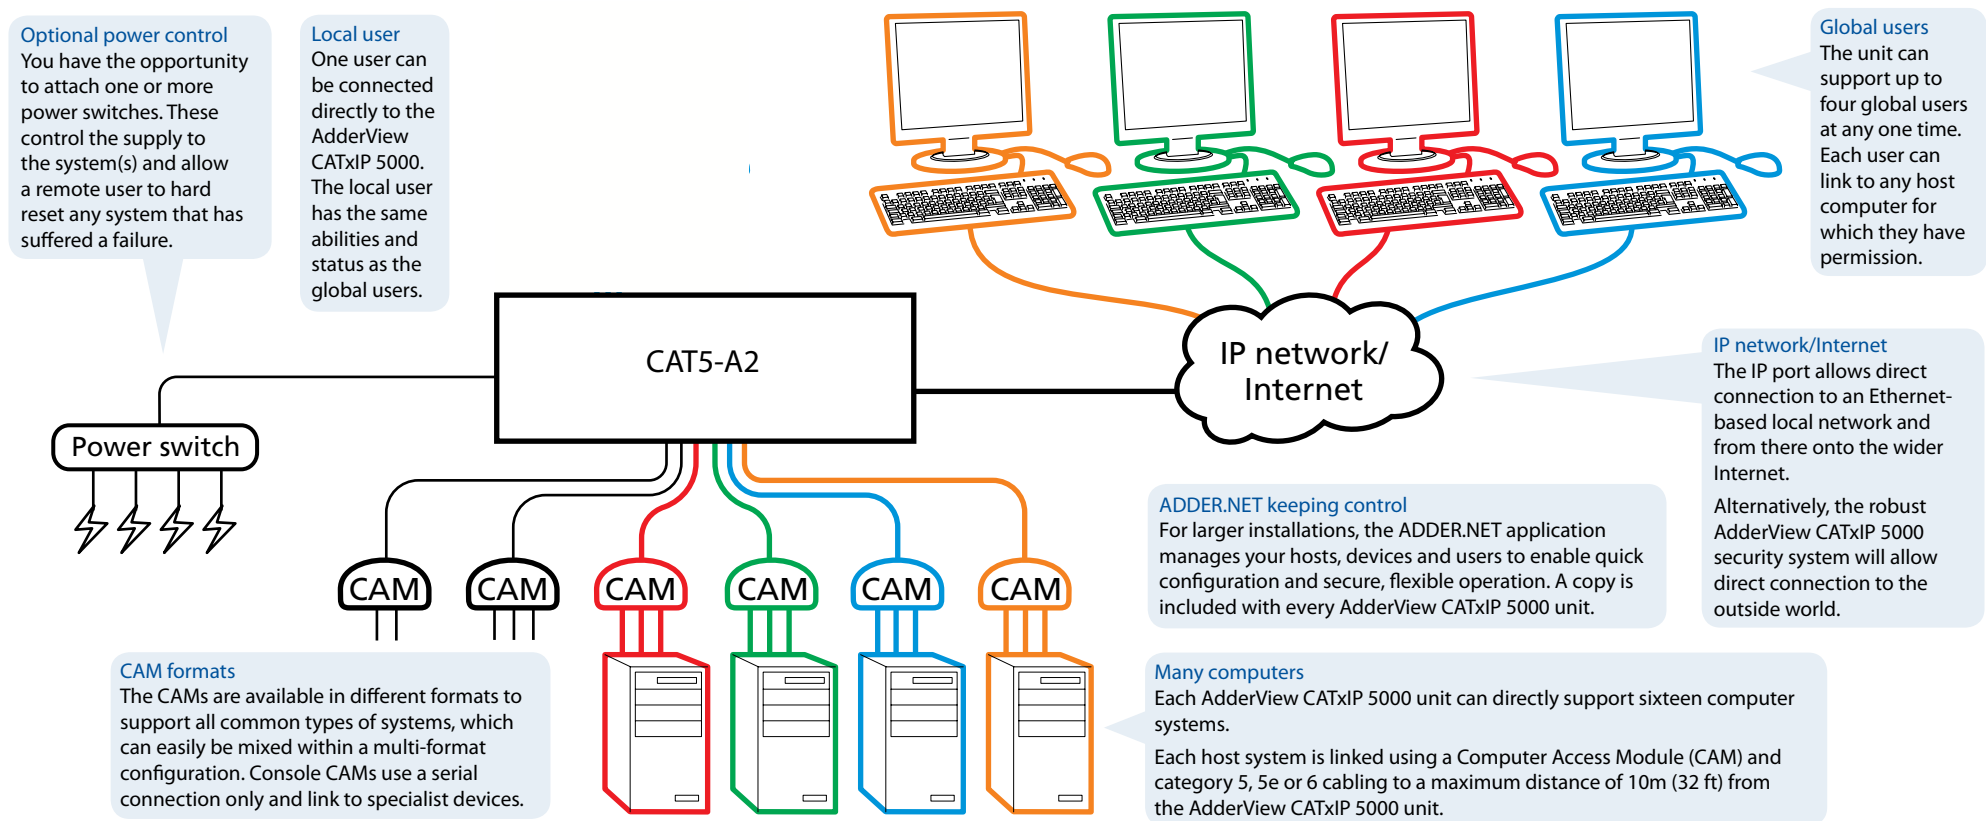 Optional power control
You have the opportunity
to attach one or more
power switches. These
control the supply to
the system(s) and allow
a remote user to hard
reset any system that has
suffered a failure.
Local user
One user can
be connected
directly to the
AdderView
CATxIP 5000.
The local user
has the same
abilities and
status as the
global users.
Global users
The unit can
support up to
four global users
at any one time.
Each user can
link to any host
computer for
which they have
permission.
CAT5-A2
IP network/
Internet
IP network/Internet
The IP port allows direct
connection to an Ethernet-
based local network and
from there onto the wider
Internet.
Alternatively, the robust
AdderView CATxIP 5000
security system will allow
direct connection to the
outside world.
Power switch
ADDER.NET keeping control
For larger installations, the ADDER.NET application
manages your hosts, devices and users to enable quick
configuration and secure, flexible operation. A copy is
included with every AdderView CATxIP 5000 unit.
CAM
CAM
CAM
CAM
CAM
CAM
CAM formats
The CAMs are available in different formats to
support all common types of systems, which
can easily be mixed within a multi-format
configuration. Console CAMs use a serial
connection only and link to specialist devices.
Many computers
Each AdderView CATxIP 5000 unit can directly support sixteen computer
systems.
Each host system is linked using a Computer Access Module (CAM) and
category 5, 5e or 6 cabling to a maximum distance of 10m (32 ft) from
the AdderView CATxIP 5000 unit.